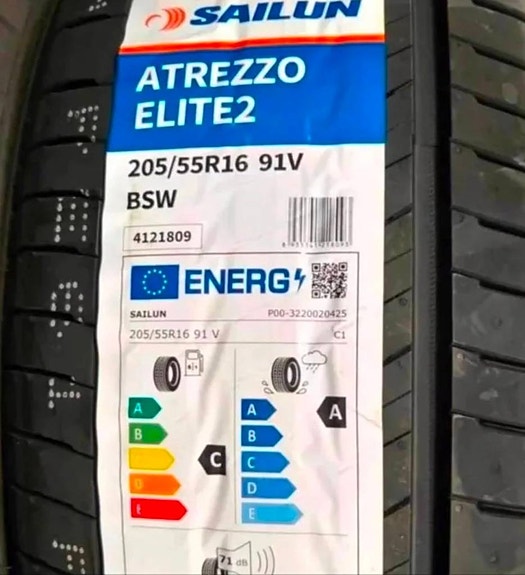 SAILUN
ATREZZO
ELITE2
205/55R16 91V
BSW
4121809
ENERG
SAILUN P00-3220020425
205/55R16 91 V C1
A A A
B B
C C
D D
E E
71 dB